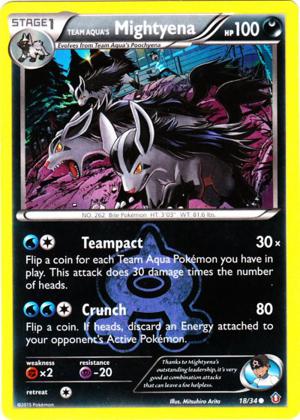 STAGE1
TEAM AQUA'S Mightyena HP 100
Evolves from Team Aqua's Poochyena
NO. 262 Bite Pokémon HT: 3'03" WT: 81.6 lbs.
Teampact 30×
Flip a coin for each Team Aqua Pokémon you have in
play. This attack does 30 damage times the number
of heads.
Crunch 80
Flip a coin. If heads, discard an Energy attached to
your opponent's Active Pokémon.
weakness
×2
resistance
-20
retreat
Thanks to Mightyena's
outstanding leadership, it's very
good at combination attacks
that can leave a foe helpless.
©2015 Pokémon
Illus. Mitsuhiro Arita
18/34